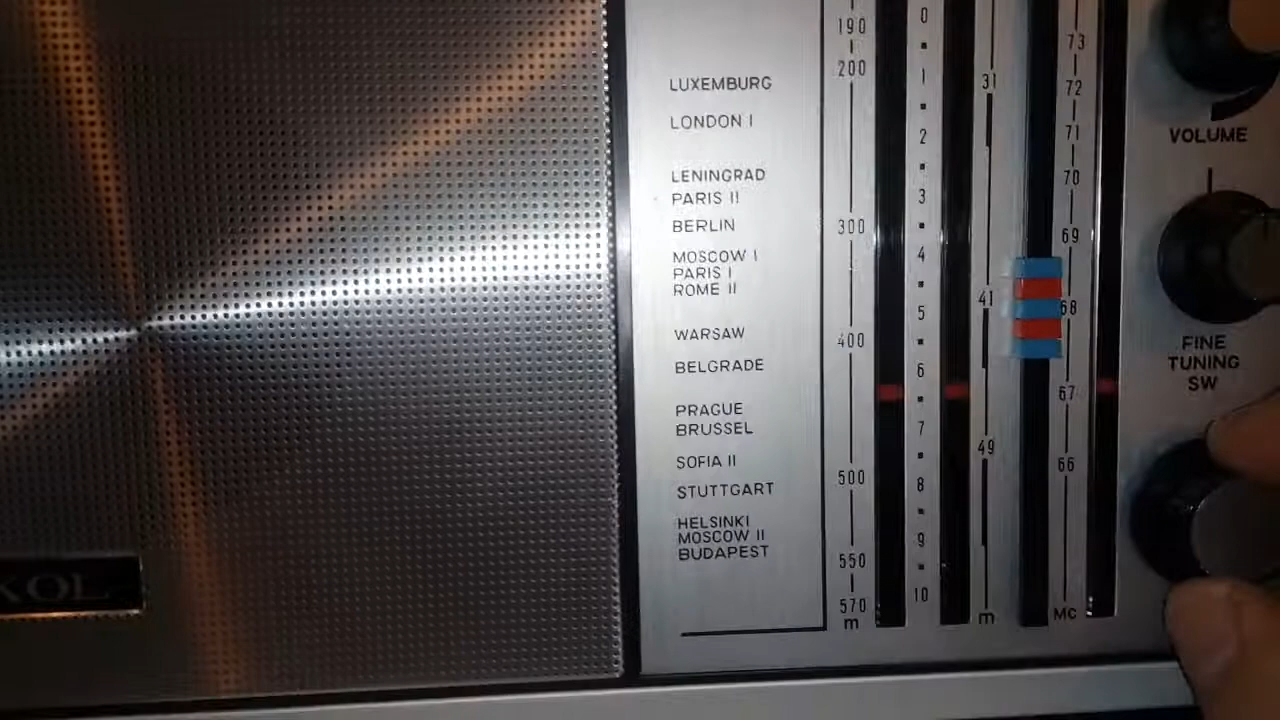 LUXEMBURG
LONDON I
LENINGRAD
PARIS II
BERLIN
MOSCOW I
PARIS I
ROME II
WARSAW
BELGRADE
PRAGUE
BRUSSEL
SOFIA II
STUTTGART
HELSINKI
MOSCOW II
BUDAPEST
190
200
300
400
500
550
570
m
0
1
2
3
4
5
6
7
8
9
10
31
41
49
m
73
72
71
70
69
68
67
66
MC
VOLUME
FINE
TUNING
SW
KOL